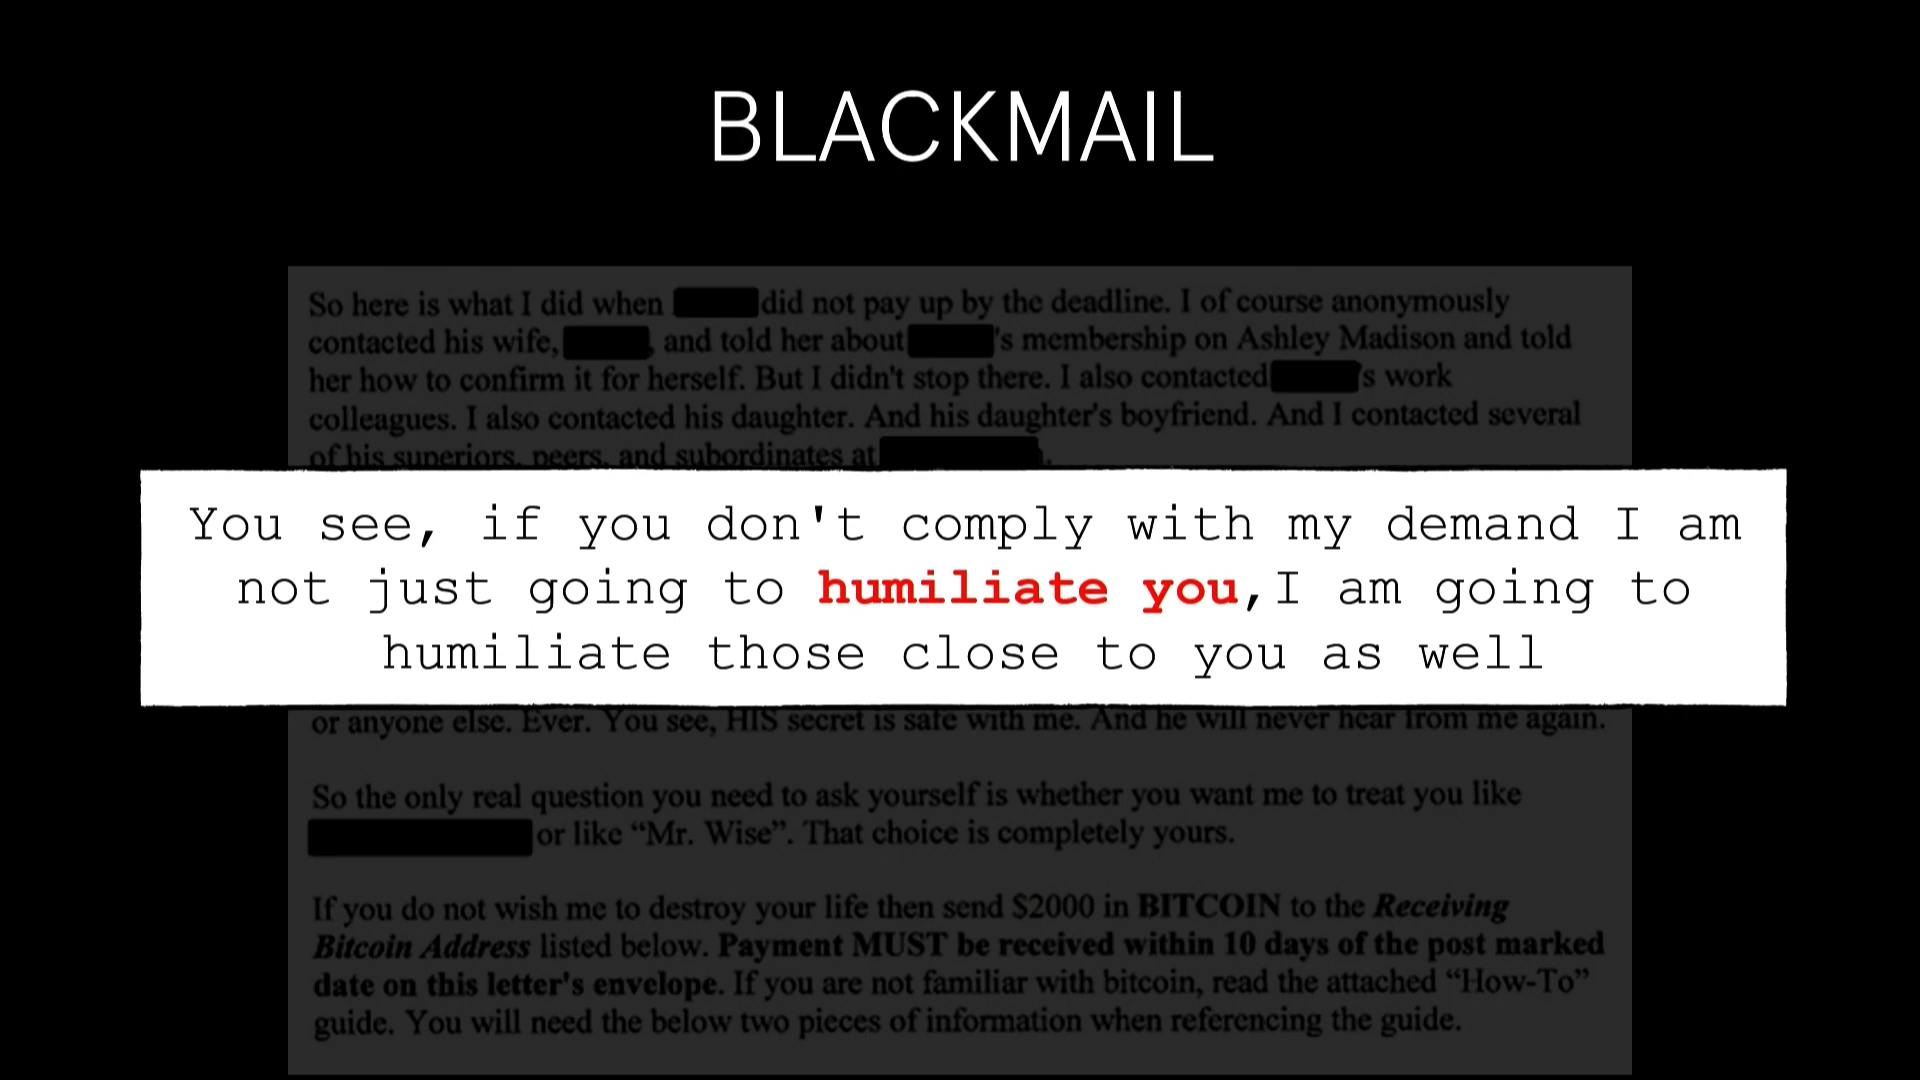 BLACKMAIL
So here is what I did when did not pay up by the deadline. I of course anonymously
contacted his wife, , and told her about 's membership on Ashley Madison and told
her how to confirm it for herself. But I didn't stop there. I also contacted 's work
colleagues. I also contacted his daughter. And his daughter's boyfriend. And I contacted several
of his superiors, peers, and subordinates at .
You see, if you don't comply with my demand I am
not just going to humiliate you,I am going to
humiliate those close to you as well
or anyone else. Ever. You see, HIS secret is safe with me. And he will never hear from me again.
So the only real question you need to ask yourself is whether you want me to treat you like
or like “Mr. Wise”. That choice is completely yours.
If you do not wish me to destroy your life then send $2000 in BITCOIN to the Receiving
Bitcoin Address listed below. Payment MUST be received within 10 days of the post marked
date on this letter's envelope. If you are not familiar with bitcoin, read the attached “How-To”
guide. You will need the below two pieces of information when referencing the guide.